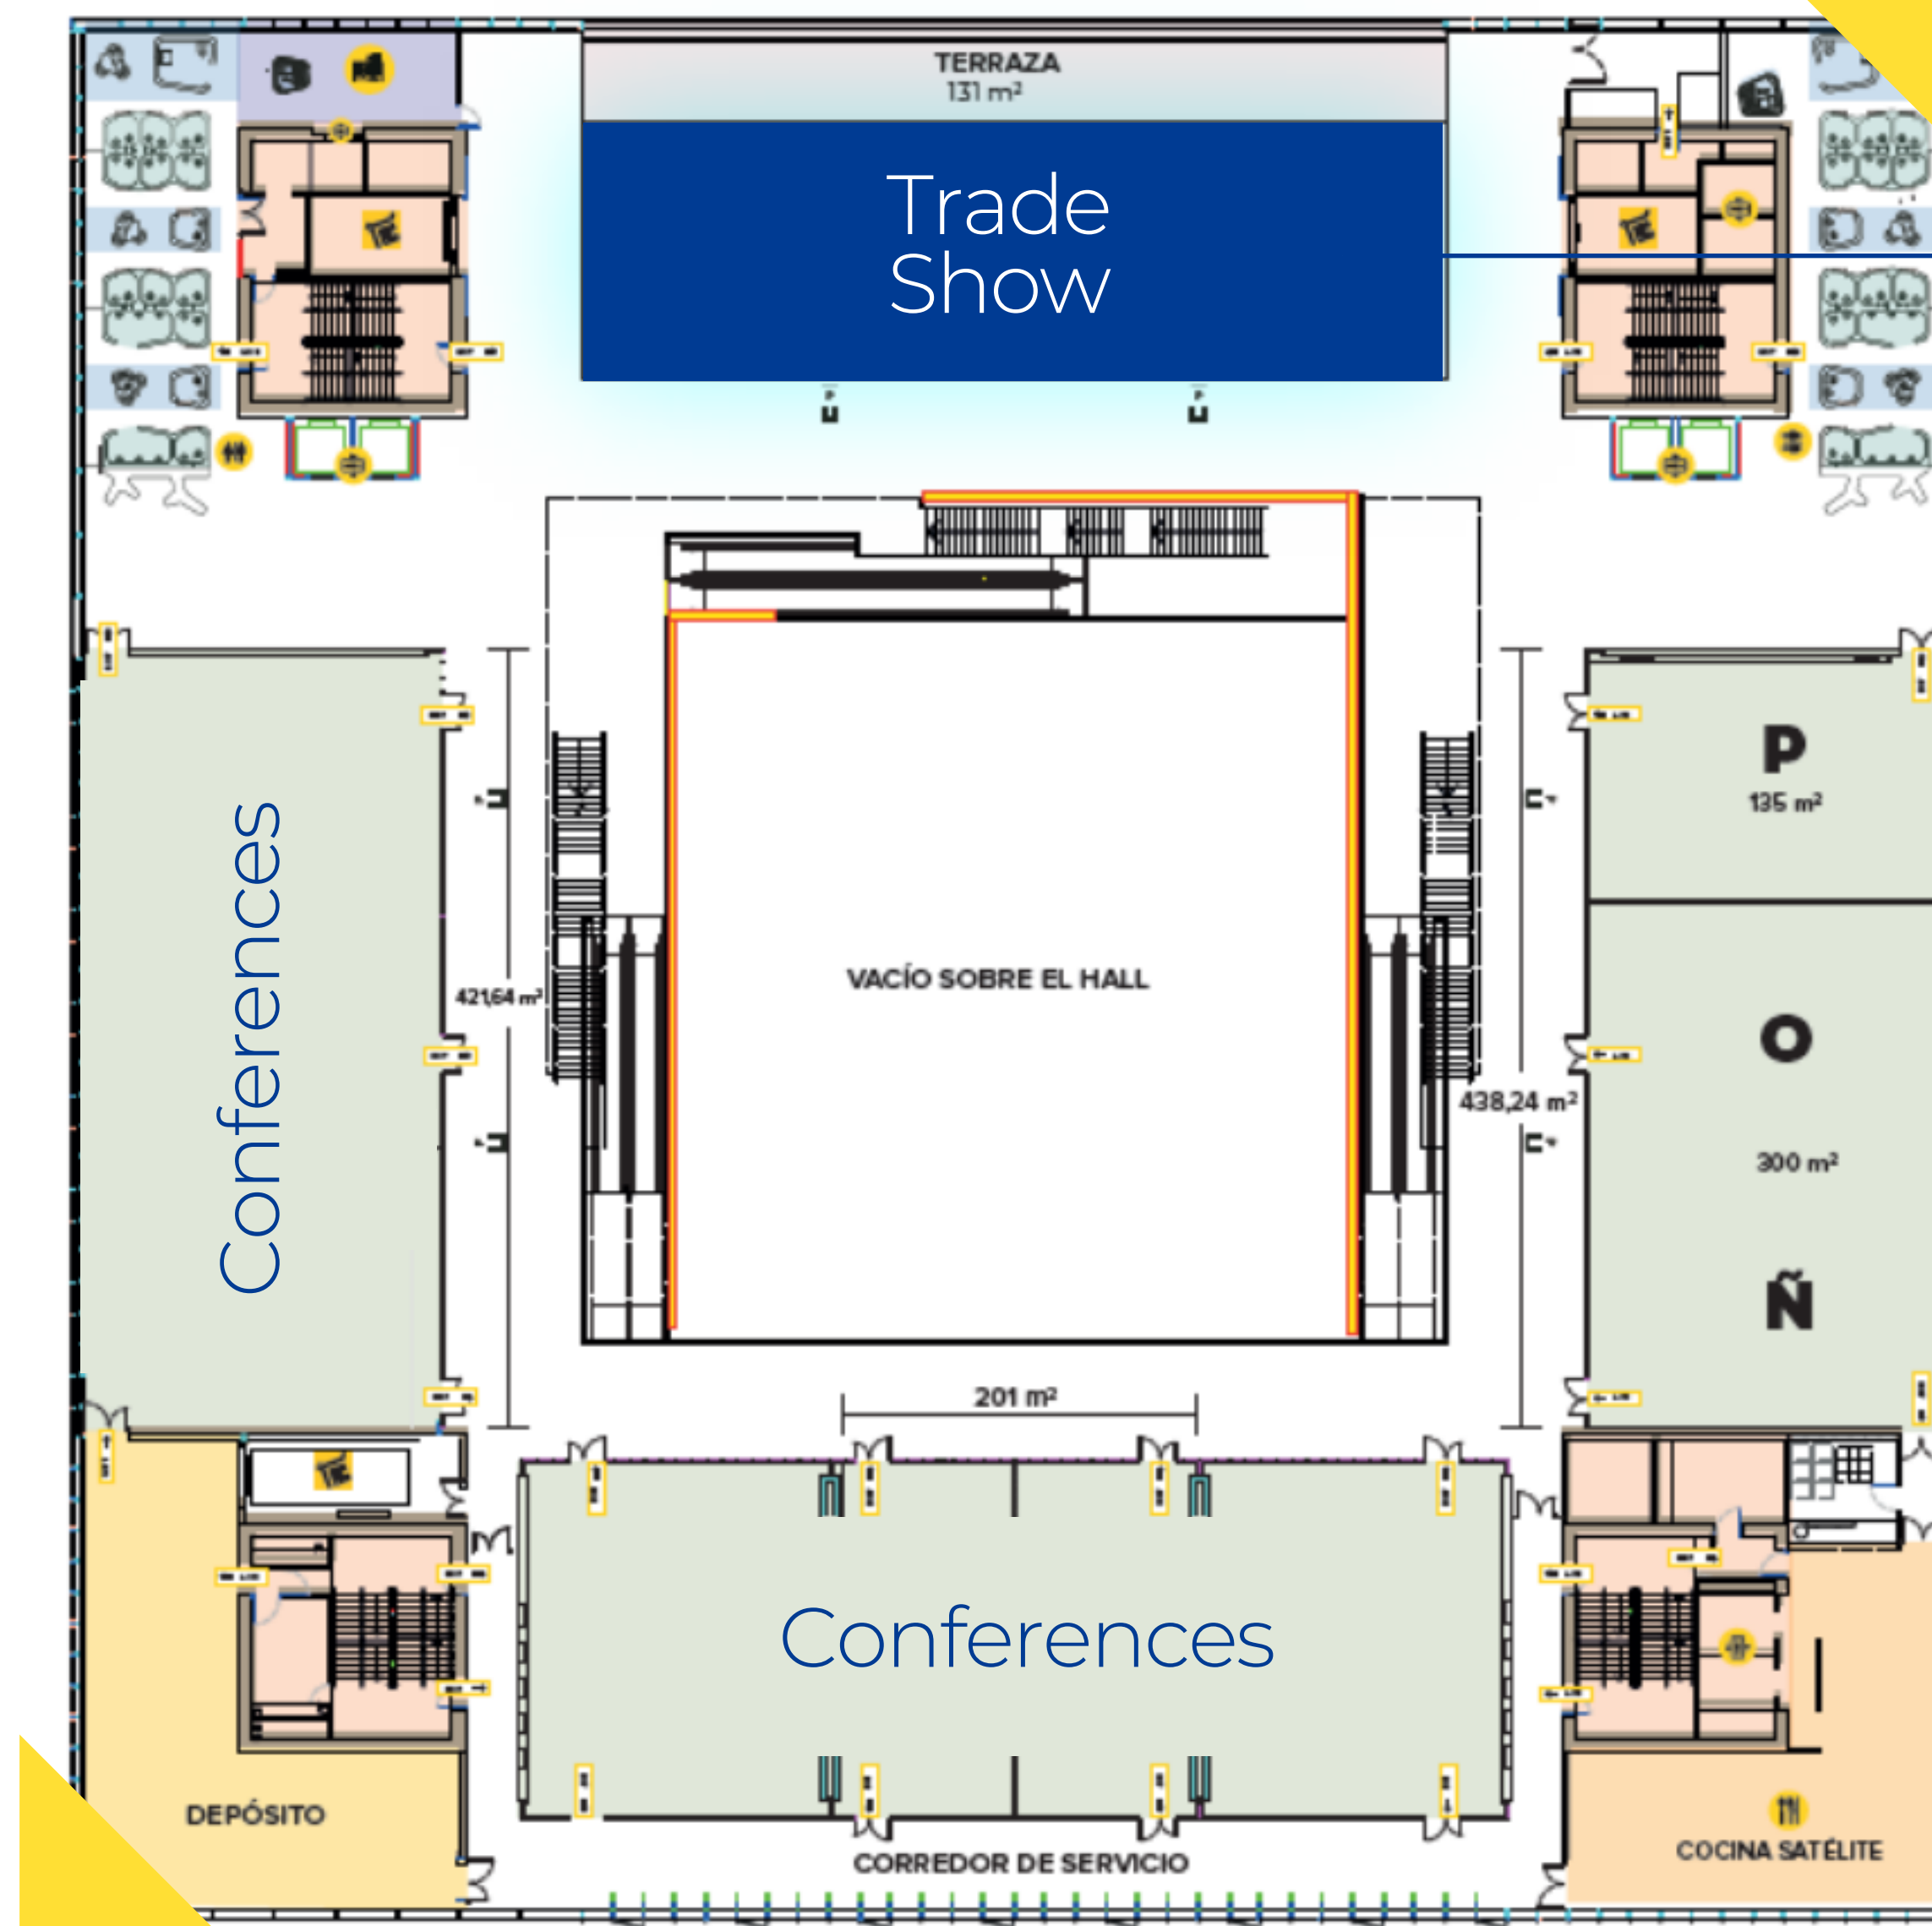 TERRAZA
131 m²
Trade
Show
P
135 m²
Conferences
VACÍO SOBRE EL HALL
421,64 m²
O
438,24 m²
300 m²
Ñ
201 m²
Conferences
DEPÓSITO
CORREDOR DE SERVICIO
COCINA SATÉLITE